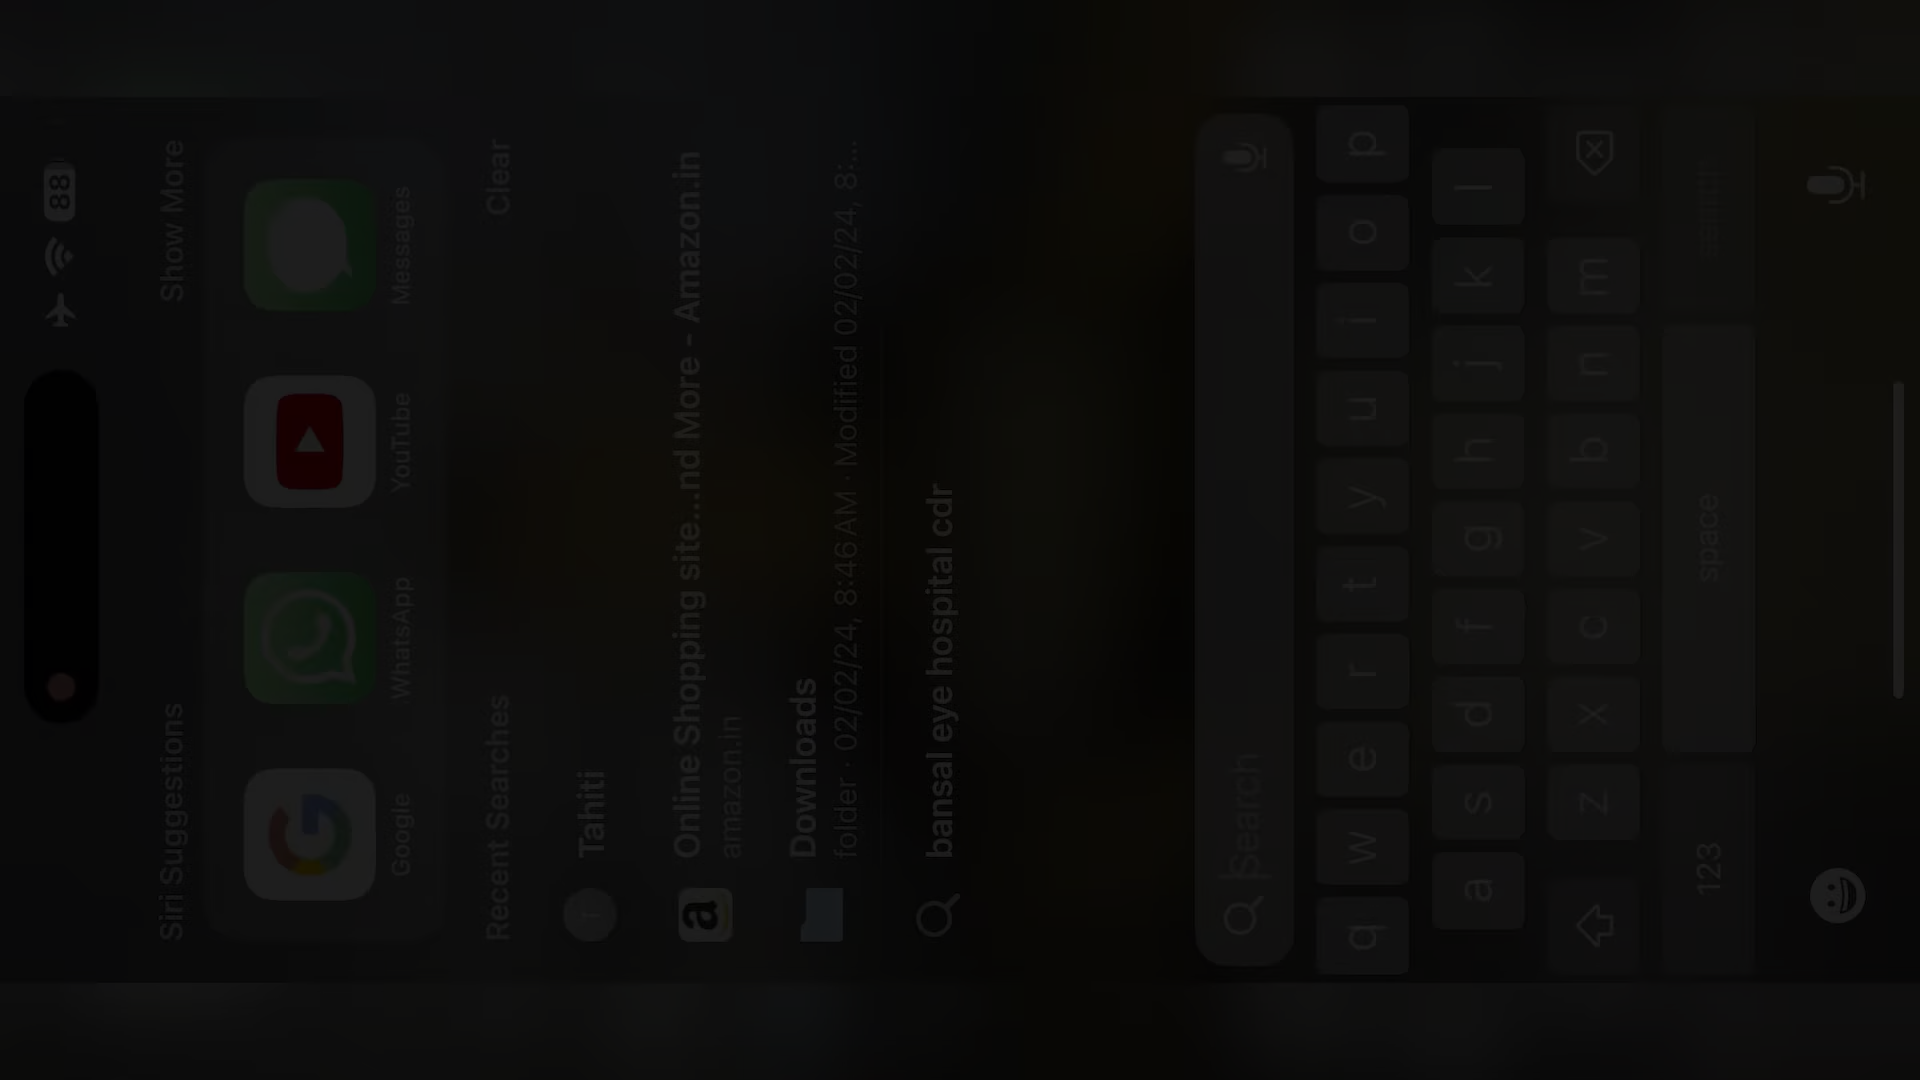 88
Siri Suggestions Show More
Google WhatsApp YouTube Messages
Recent Searches Clear
Tahiti
Online Shopping site...nd More - Amazon.in
amazon.in
Downloads
folder · 02/02/24, 8:46 AM · Modified 02/02/24, 8:...
bansal eye hospital cdr
Search
q w e r t y u i o p
a s d f g h j k l
z x c v b n m
123 space search